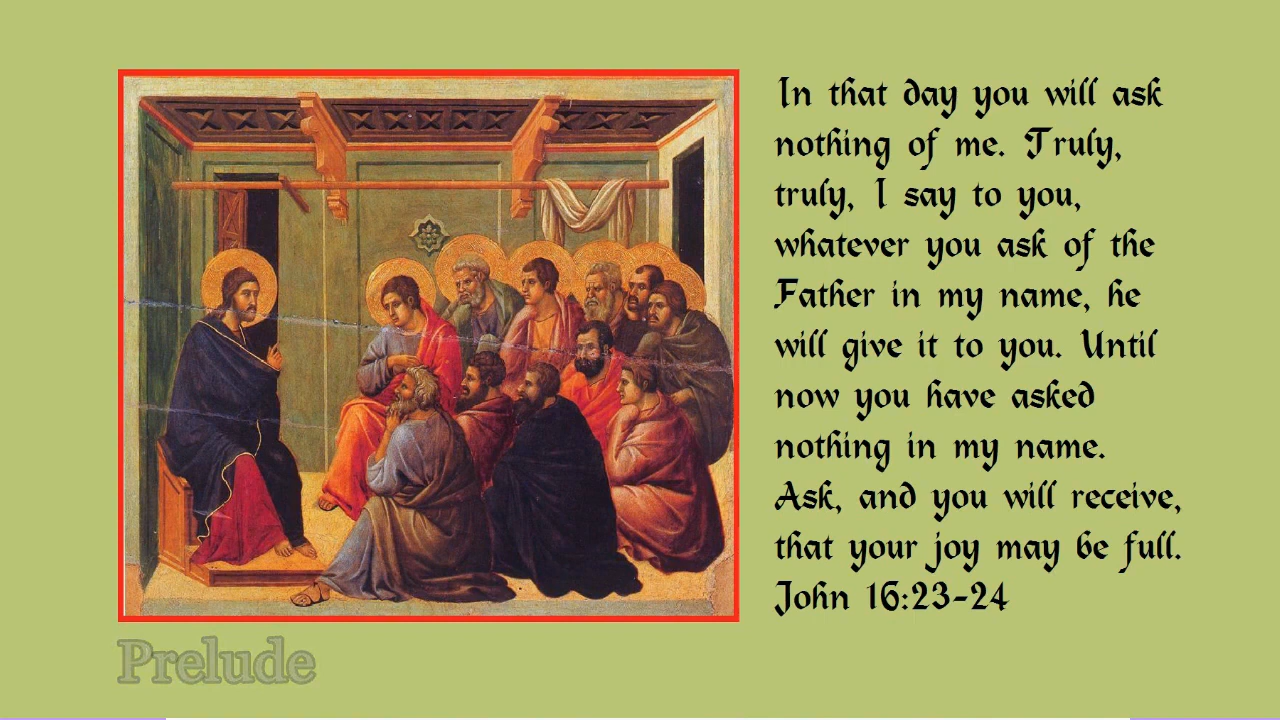 In that day you will ask
nothing of me. Truly,
truly, I say to you,
whatever you ask of the
Father in my name, he
will give it to you. Until
now you have asked
nothing in my name.
Ask, and you will receive,
that your joy may be full.
John 16:23-24
Prelude